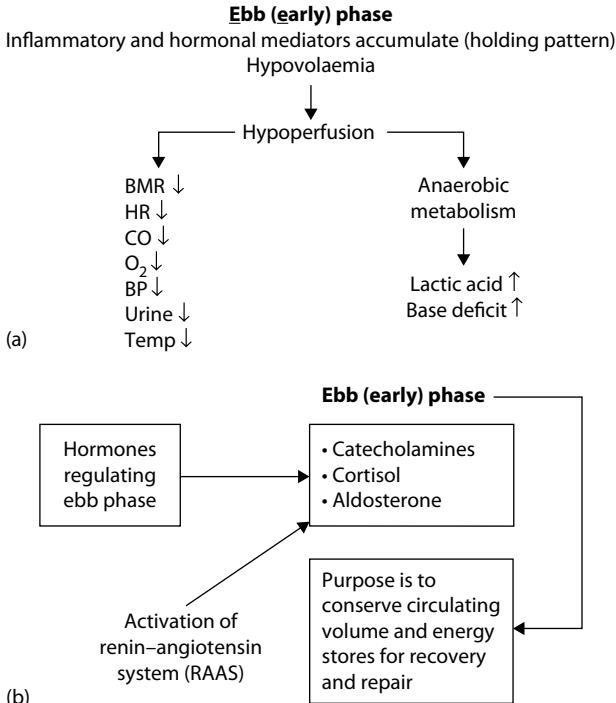 Ebb (early) phase
Inflammatory and hormonal mediators accumulate (holding pattern)
Hypovolaemia
Hypoperfusion
BMR ↓
HR ↓
CO ↓
O₂ ↓
BP ↓
Urine ↓
Temp ↓
Anaerobic
metabolism
Lactic acid ↑
Base deficit ↑
(a)
Ebb (early) phase
Hormones
regulating
ebb phase
• Catecholamines
• Cortisol
• Aldosterone
Activation of
renin–angiotensin
system (RAAS)
Purpose is to
conserve circulating
volume and energy
stores for recovery
and repair
(b)